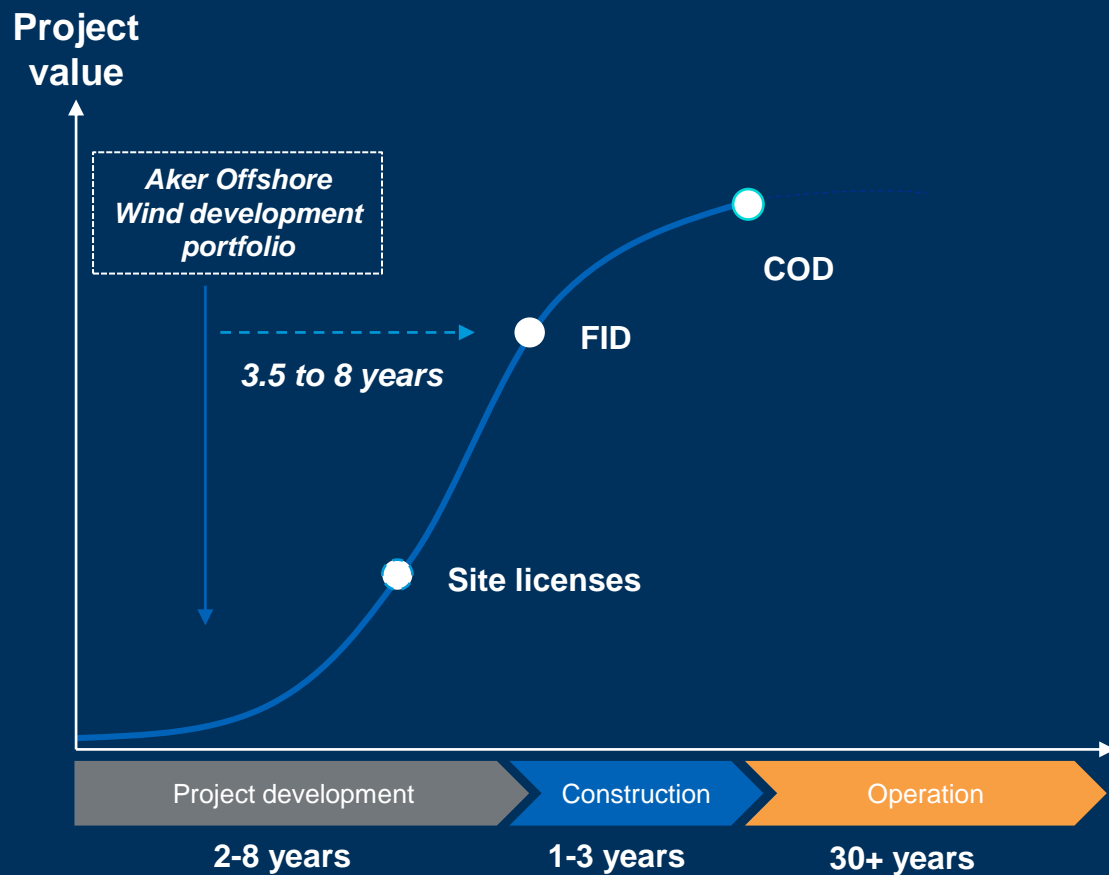 Project
value
Aker Offshore
Wind development
portfolio
COD
FID
3.5 to 8 years
Site licenses
Project development
Construction
Operation
2-8 years
1-3 years
30+ years